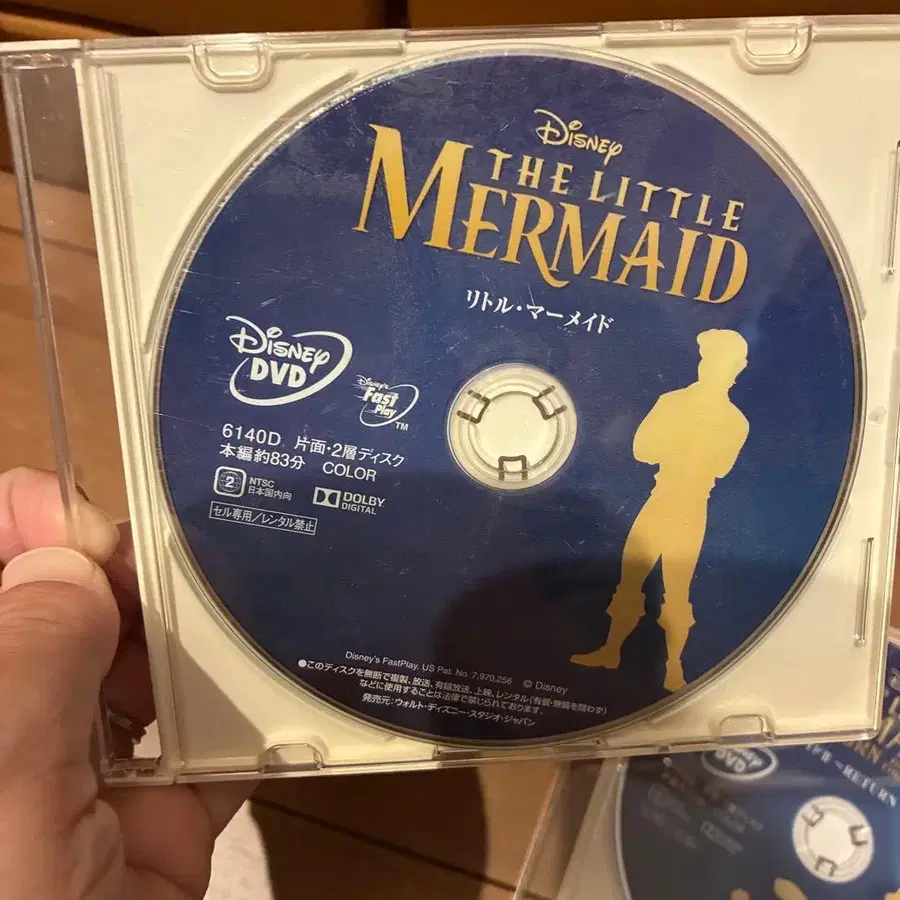 Disney
THE LITTLE
MERMAID
リトル・マーメイド
Disney
DVD
Disney's
Fast
Play
TM
6140D 片面・2層ディスク
本編約83分 COLOR
2 NTSC
日本国内向
DOLBY
DIGITAL
セル専用/レンタル禁止
Disney's FastPlay. US Pat. No. 7,970,256 © Disney
●このディスクを無断で複製、放送、有線放送、上映、レンタル(有償・無償を問わず)
などに使用することは法律で禁じられております。
発売元:ウォルト・ディズニー・スタジオ・ジャパン
DVD
RETURN